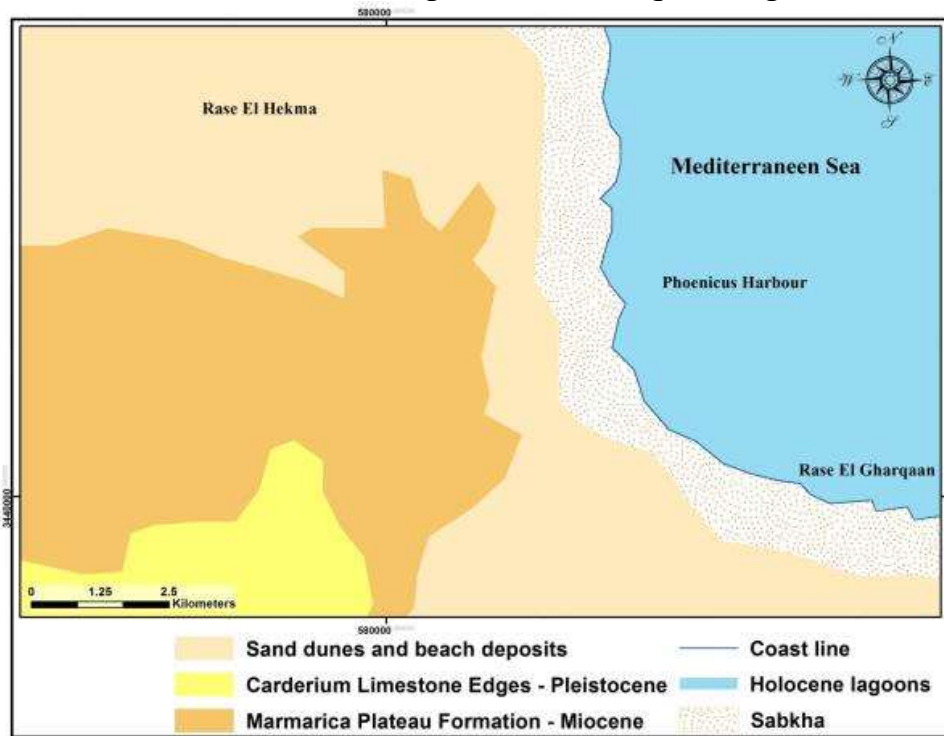 580000
N
Rase El Hekma
W E
S
Mediterraneen Sea
Phoenicus Harbour
Rase El Gharqaan
3440000
0 1.25 2.5
Kilometers
580000
Sand dunes and beach deposits
Coast line
Carderium Limestone Edges - Pleistocene
Holocene lagoons
Marmarica Plateau Formation - Miocene
Sabkha